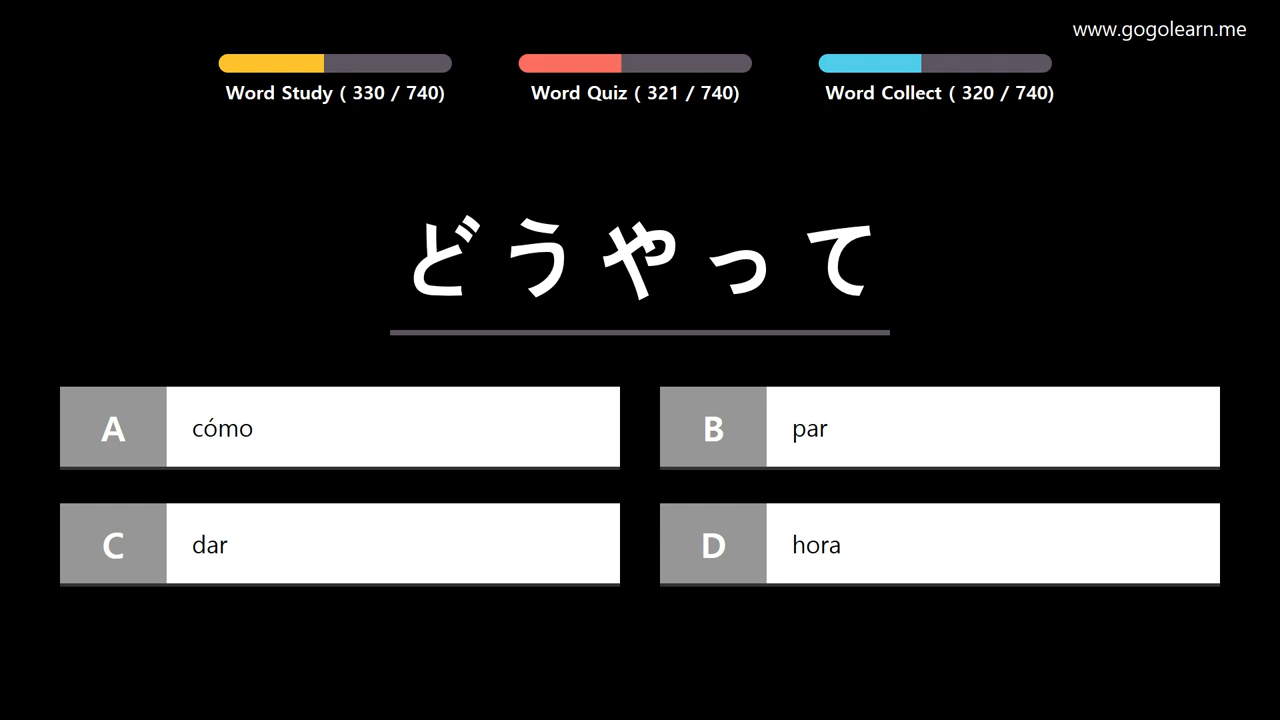 www.gogolearn.me
Word Study ( 330 / 740)
Word Quiz ( 321 / 740)
Word Collect ( 320 / 740)
どうやって
A cómo
B par
C dar
D hora